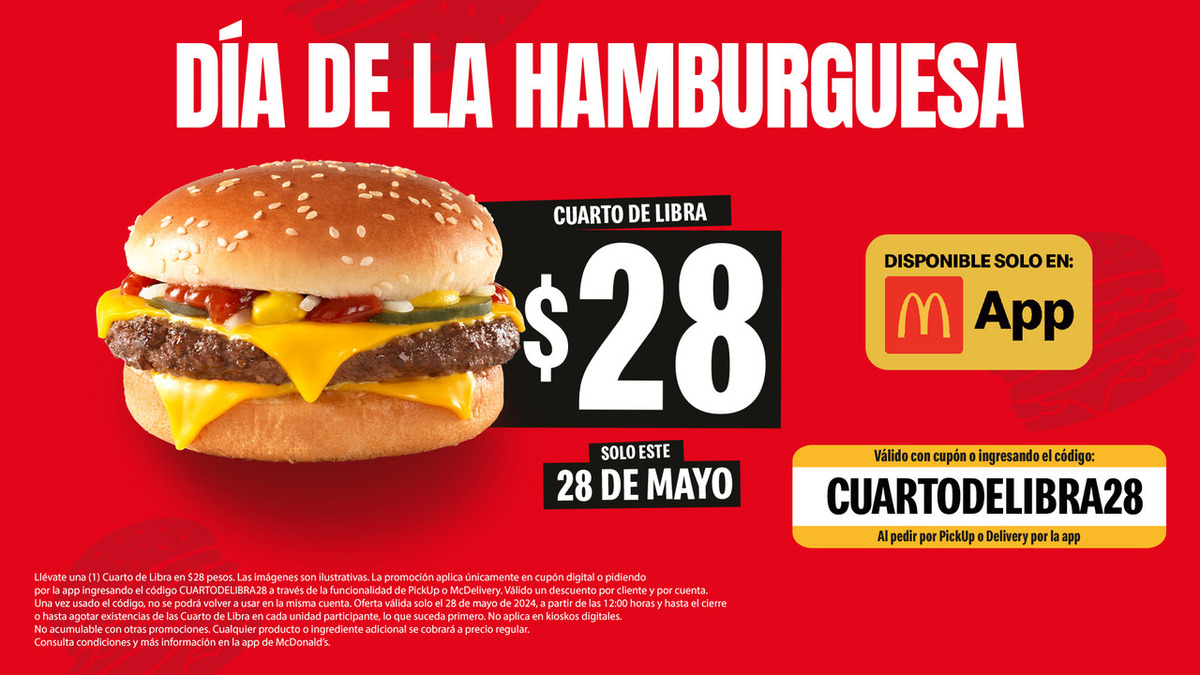 DÍA DE LA HAMBURGUESA
CUARTO DE LIBRA
$28
SOLO ESTE
28 DE MAYO
DISPONIBLE SOLO EN:
App
Válido con cupón o ingresando el código:
CUARTODELIBRA28
Al pedir por PickUp o Delivery por la app
Llévate una (1) Cuarto de Libra en $28 pesos. Las imágenes son ilustrativas. La promoción aplica únicamente en cupón digital o pidiendo
por la app ingresando el código CUARTODELIBRA28 a través de la funcionalidad de PickUp o McDelivery. Válido un descuento por cliente y por cuenta.
Una vez usado el código, no se podrá volver a usar en la misma cuenta. Oferta válida solo el 28 de mayo de 2024, a partir de las 12:00 horas y hasta el cierre
o hasta agotar existencias de las Cuarto de Libra en cada unidad participante, lo que suceda primero. No aplica en kioskos digitales.
No acumulable con otras promociones. Cualquier producto o ingrediente adicional se cobrará a precio regular.
Consulta condiciones y más información en la app de McDonald's.